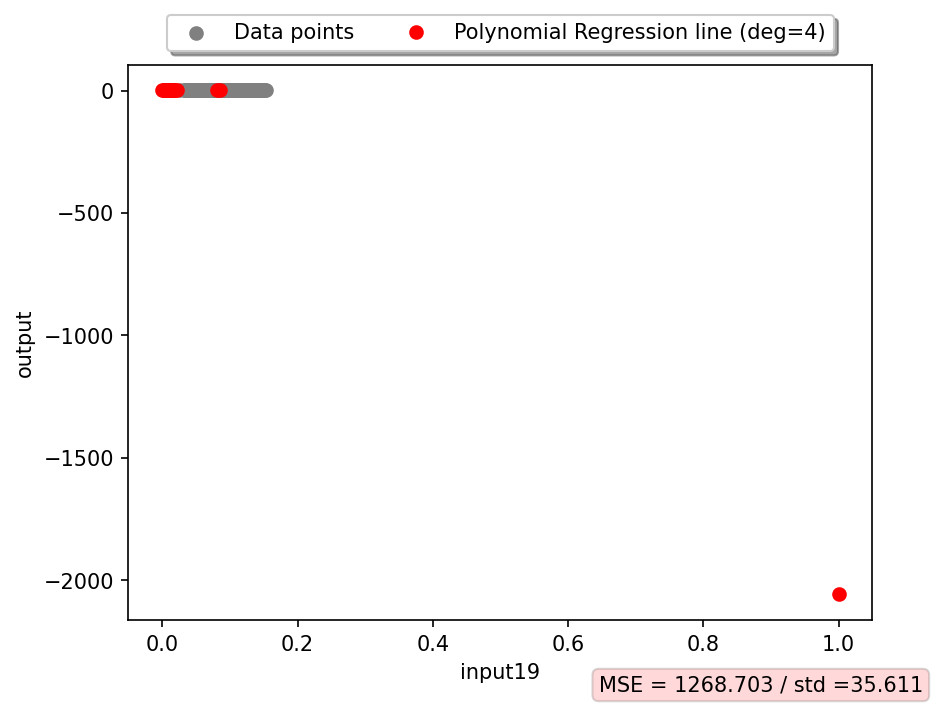 Data points
Polynomial Regression line (deg=4)
0
−500
−1000
−1500
−2000
output
0.0
0.2
0.4
0.6
0.8
1.0
input19
MSE = 1268.703 / std =35.611